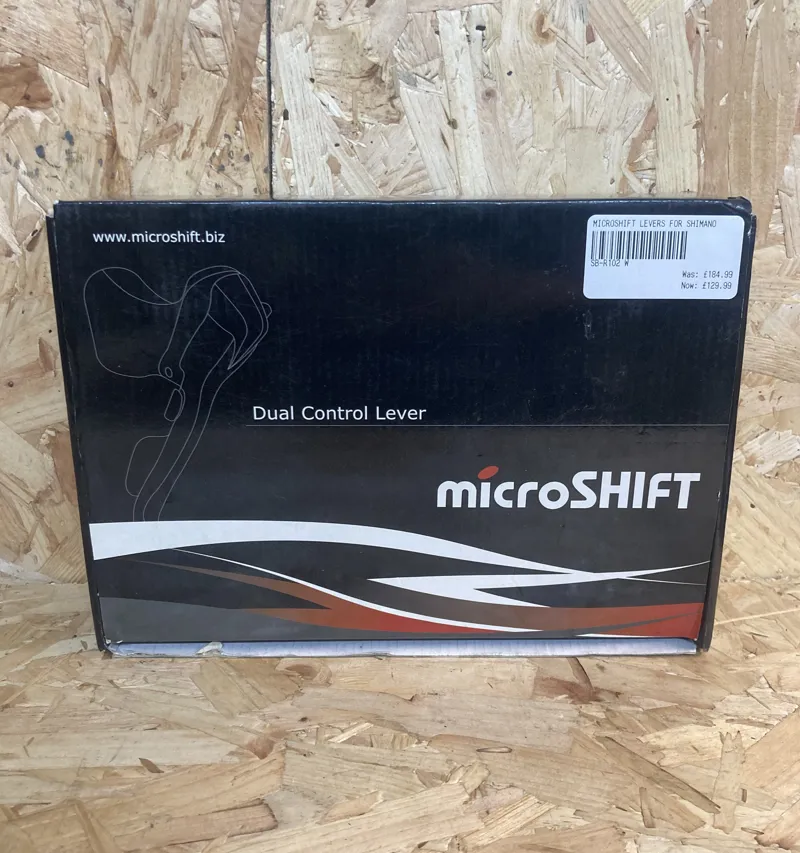 www.microshift.biz
MICROSHIFT LEVERS FOR SHIMANO
SB-R102 W
Was: £184.99
Now: £129.99
Dual Control Lever
microSHIFT